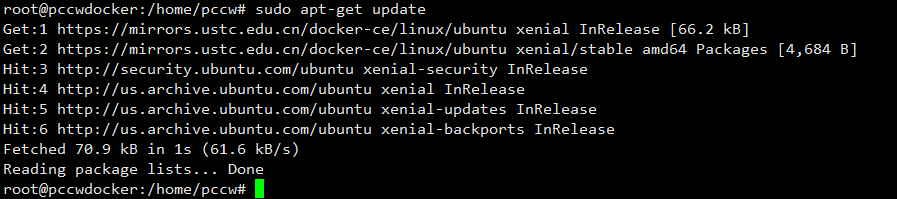 root@pccwdocker:/home/pccw# sudo apt-get update
Get:1 https://mirrors.ustc.edu.cn/docker-ce/linux/ubuntu xenial InRelease [66.2 kB]
Get:2 https://mirrors.ustc.edu.cn/docker-ce/linux/ubuntu xenial/stable amd64 Packages [4,684 B]
Hit:3 http://security.ubuntu.com/ubuntu xenial-security InRelease
Hit:4 http://us.archive.ubuntu.com/ubuntu xenial InRelease
Hit:5 http://us.archive.ubuntu.com/ubuntu xenial-updates InRelease
Hit:6 http://us.archive.ubuntu.com/ubuntu xenial-backports InRelease
Fetched 70.9 kB in 1s (61.6 kB/s)
Reading package lists... Done
root@pccwdocker:/home/pccw#